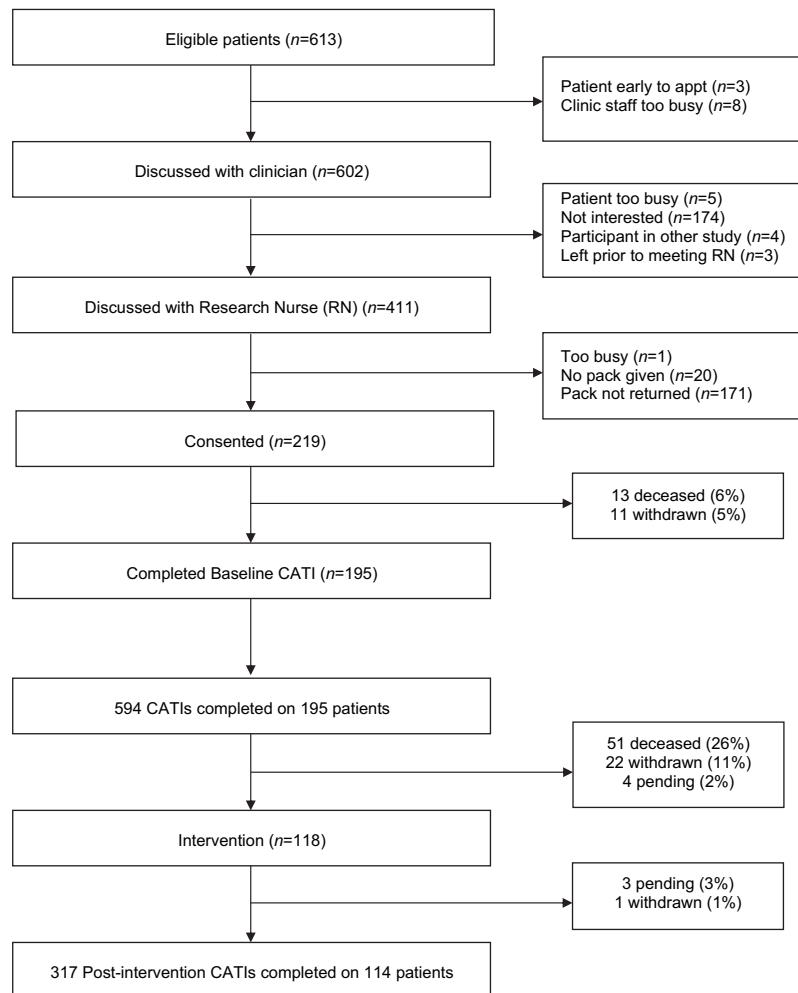 Eligible patients (n=613)
Patient early to appt (n=3)
Clinic staff too busy (n=8)
Discussed with clinician (n=602)
Patient too busy (n=5)
Not interested (n=174)
Participant in other study (n=4)
Left prior to meeting RN (n=3)
Discussed with Research Nurse (RN) (n=411)
Too busy (n=1)
No pack given (n=20)
Pack not returned (n=171)
Consented (n=219)
13 deceased (6%)
11 withdrawn (5%)
Completed Baseline CATI (n=195)
594 CATIs completed on 195 patients
51 deceased (26%)
22 withdrawn (11%)
4 pending (2%)
Intervention (n=118)
3 pending (3%)
1 withdrawn (1%)
317 Post-intervention CATIs completed on 114 patients